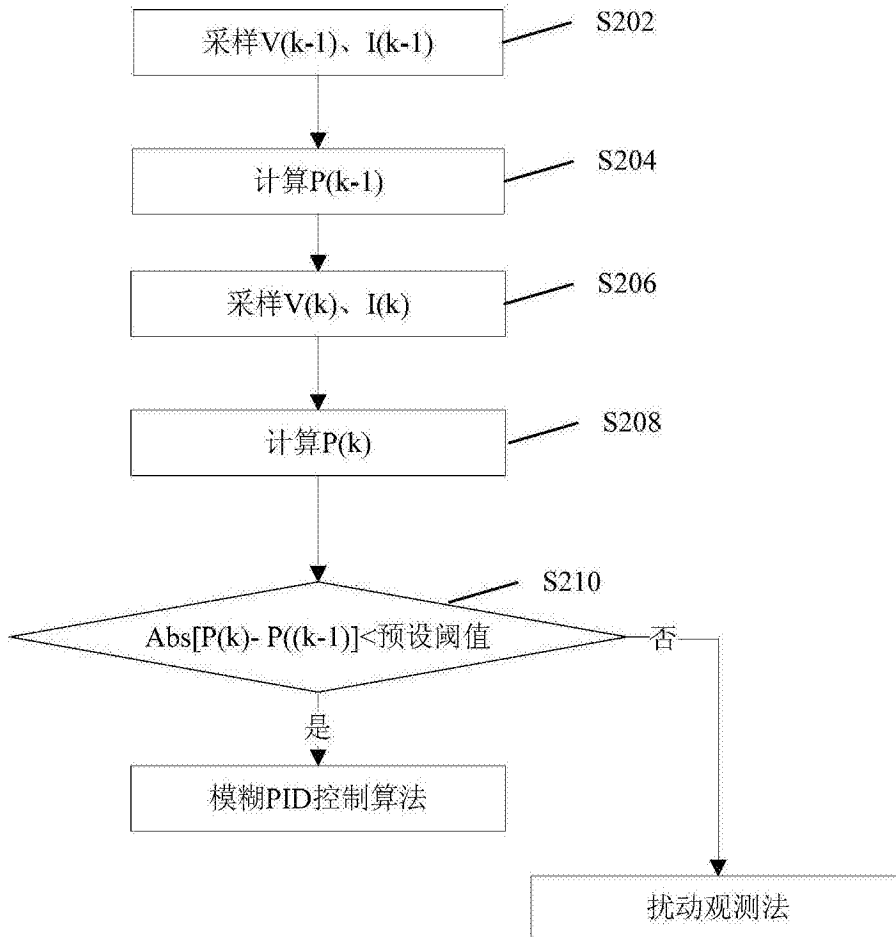 采样V(k-1)、I(k-1)
S202
计算P(k-1)
S204
采样V(k)、I(k)
S206
计算P(k)
S208
S210
Abs[P(k)- P((k-1)]<预设阈值
否
是
模糊PID控制算法
扰动观测法